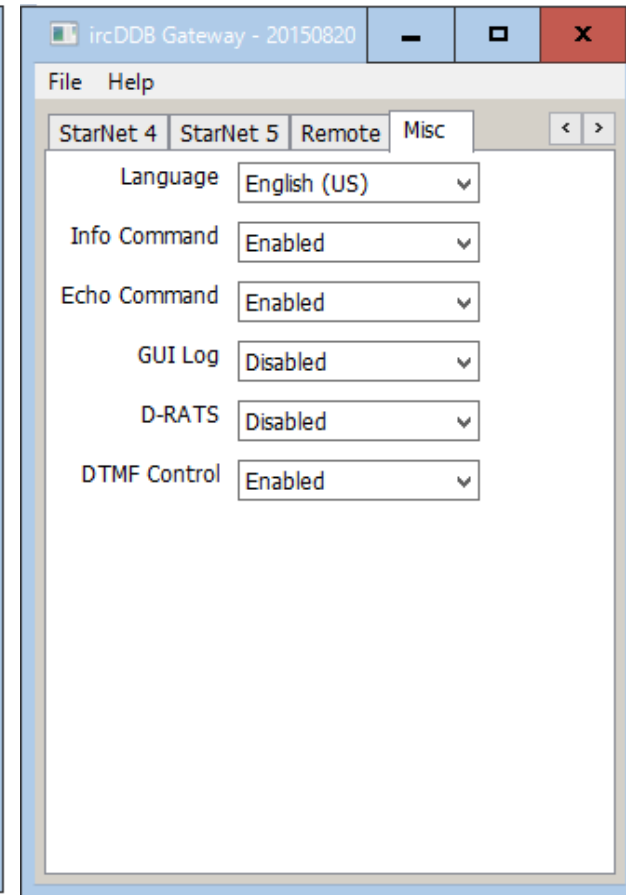 ircDDB Gateway - 20150820
File Help
StarNet 4 StarNet 5 Remote Misc
Language English (US)
Info Command Enabled
Echo Command Enabled
GUI Log Disabled
D-RATS Disabled
DTMF Control Enabled